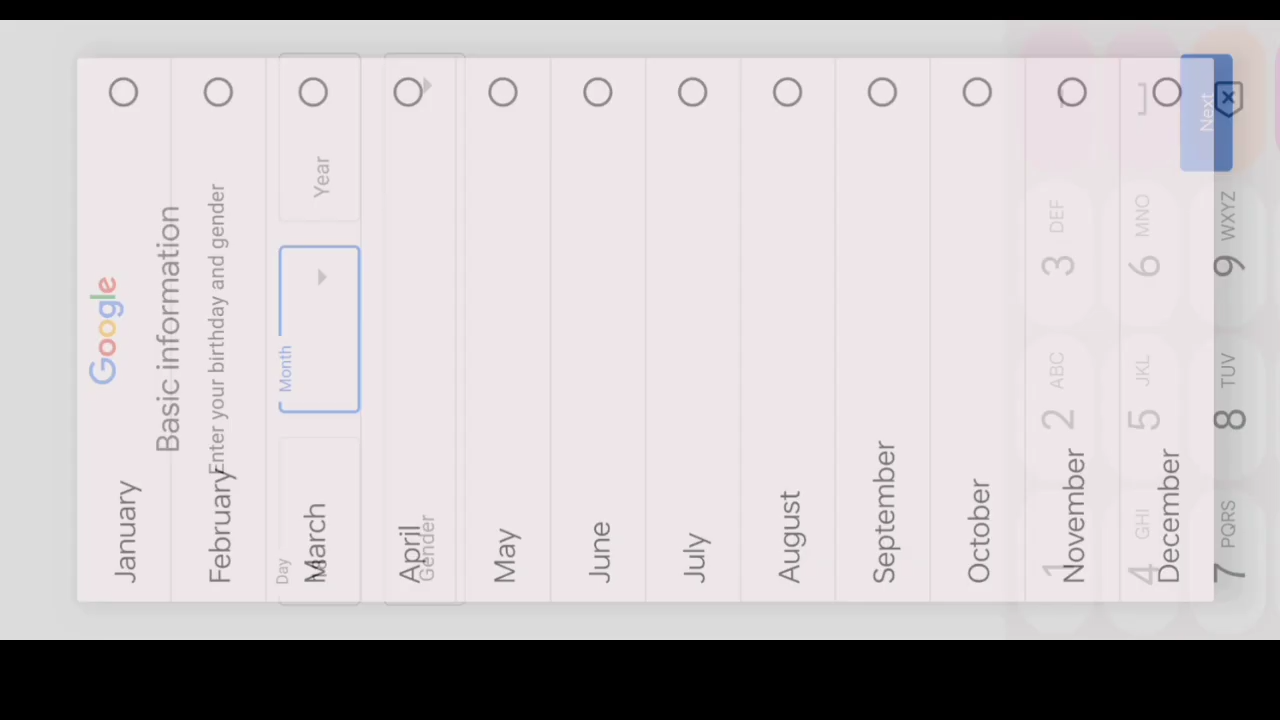 Google
January
Basic information
Enter your birthday and gender
February
Day
Month
Year
March
April
Gender
May
June
July
August
September
October
November
December
Next
1 2 ABC 3 DEF
4 GHI 5 JKL 6 MNO
7 PQRS 8 TUV 9 WXYZ